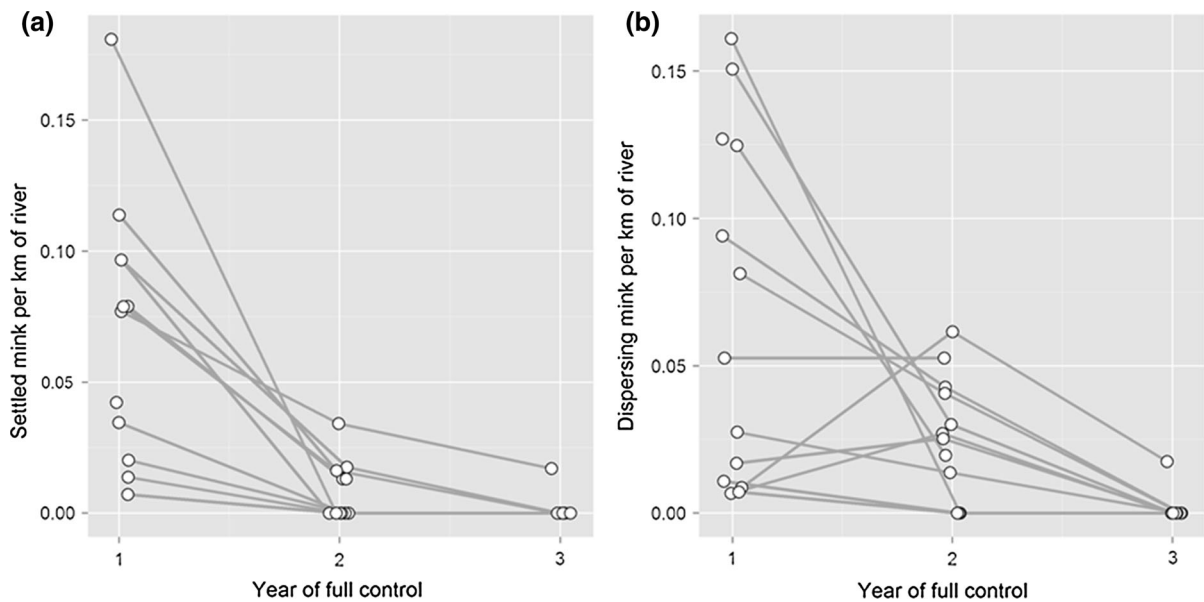 (a)
Settled mink per km of river
0.15
0.10
0.05
0.00
1 2 3
Year of full control
(b)
Dispersing mink per km of river
0.15
0.10
0.05
0.00
1 2 3
Year of full control